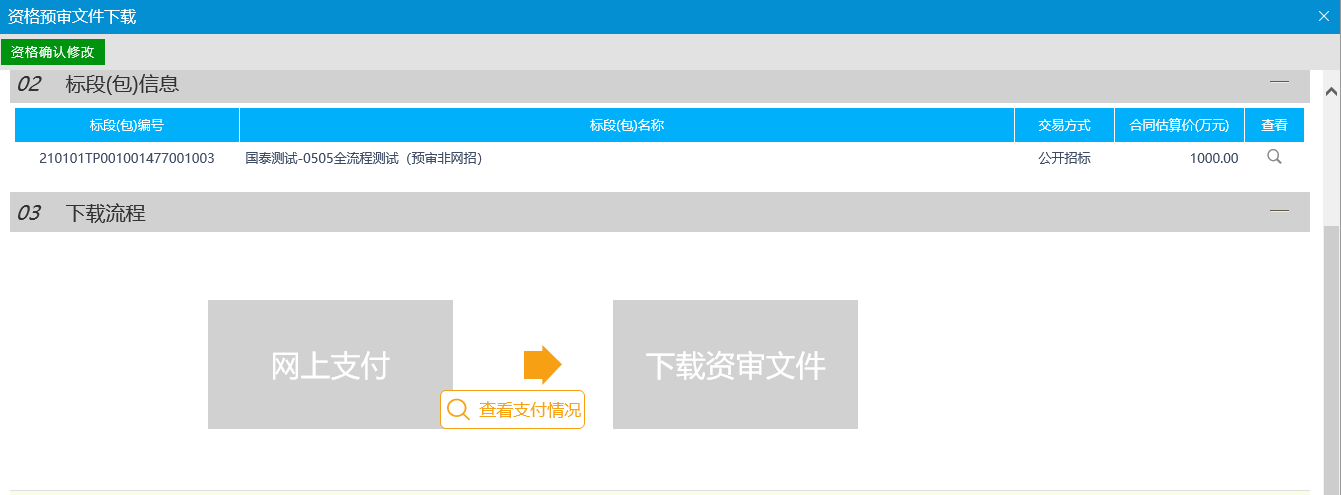 资格预审文件下载
资格确认修改
02 标段(包)信息
标段(包)编号 标段(包)名称 交易方式 合同估算价(万元) 查看
210101TP001001477001003 国泰测试-0505全流程测试（预审非网招） 公开招标 1000.00
03 下载流程
网上支付 下载资审文件
查看支付情况